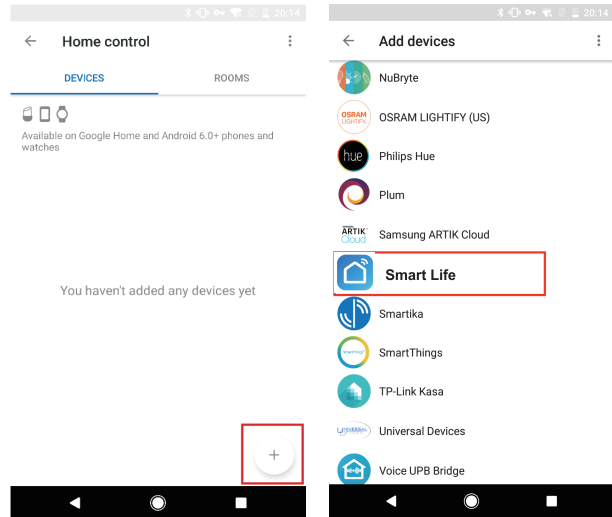 20:14
Home control
DEVICES
ROOMS
Available on Google Home and Android 6.0+ phones and
watches
You haven't added any devices yet
+
20:14
Add devices
NuBryte
OSRAM
LIGHTIFY
OSRAM LIGHTIFY (US)
hue
Philips Hue
Plum
ARTIK
Cloud
Samsung ARTIK Cloud
Smart Life
Smartika
SmartThings
SmartThings
TP-Link Kasa
Universal Devices
Voice UPB Bridge